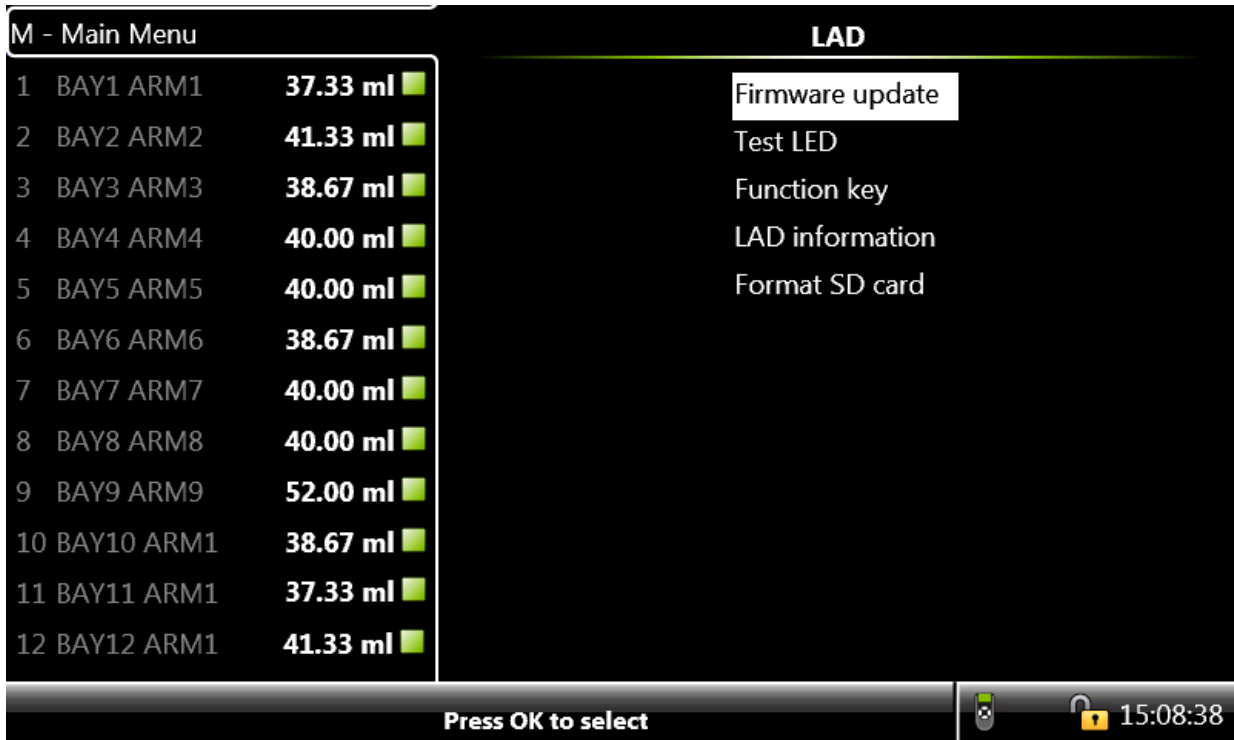 M - Main Menu
1 BAY1 ARM1 37.33 ml
2 BAY2 ARM2 41.33 ml
3 BAY3 ARM3 38.67 ml
4 BAY4 ARM4 40.00 ml
5 BAY5 ARM5 40.00 ml
6 BAY6 ARM6 38.67 ml
7 BAY7 ARM7 40.00 ml
8 BAY8 ARM8 40.00 ml
9 BAY9 ARM9 52.00 ml
10 BAY10 ARM1 38.67 ml
11 BAY11 ARM1 37.33 ml
12 BAY12 ARM1 41.33 ml
LAD
Firmware update
Test LED
Function key
LAD information
Format SD card
Press OK to select
15:08:38